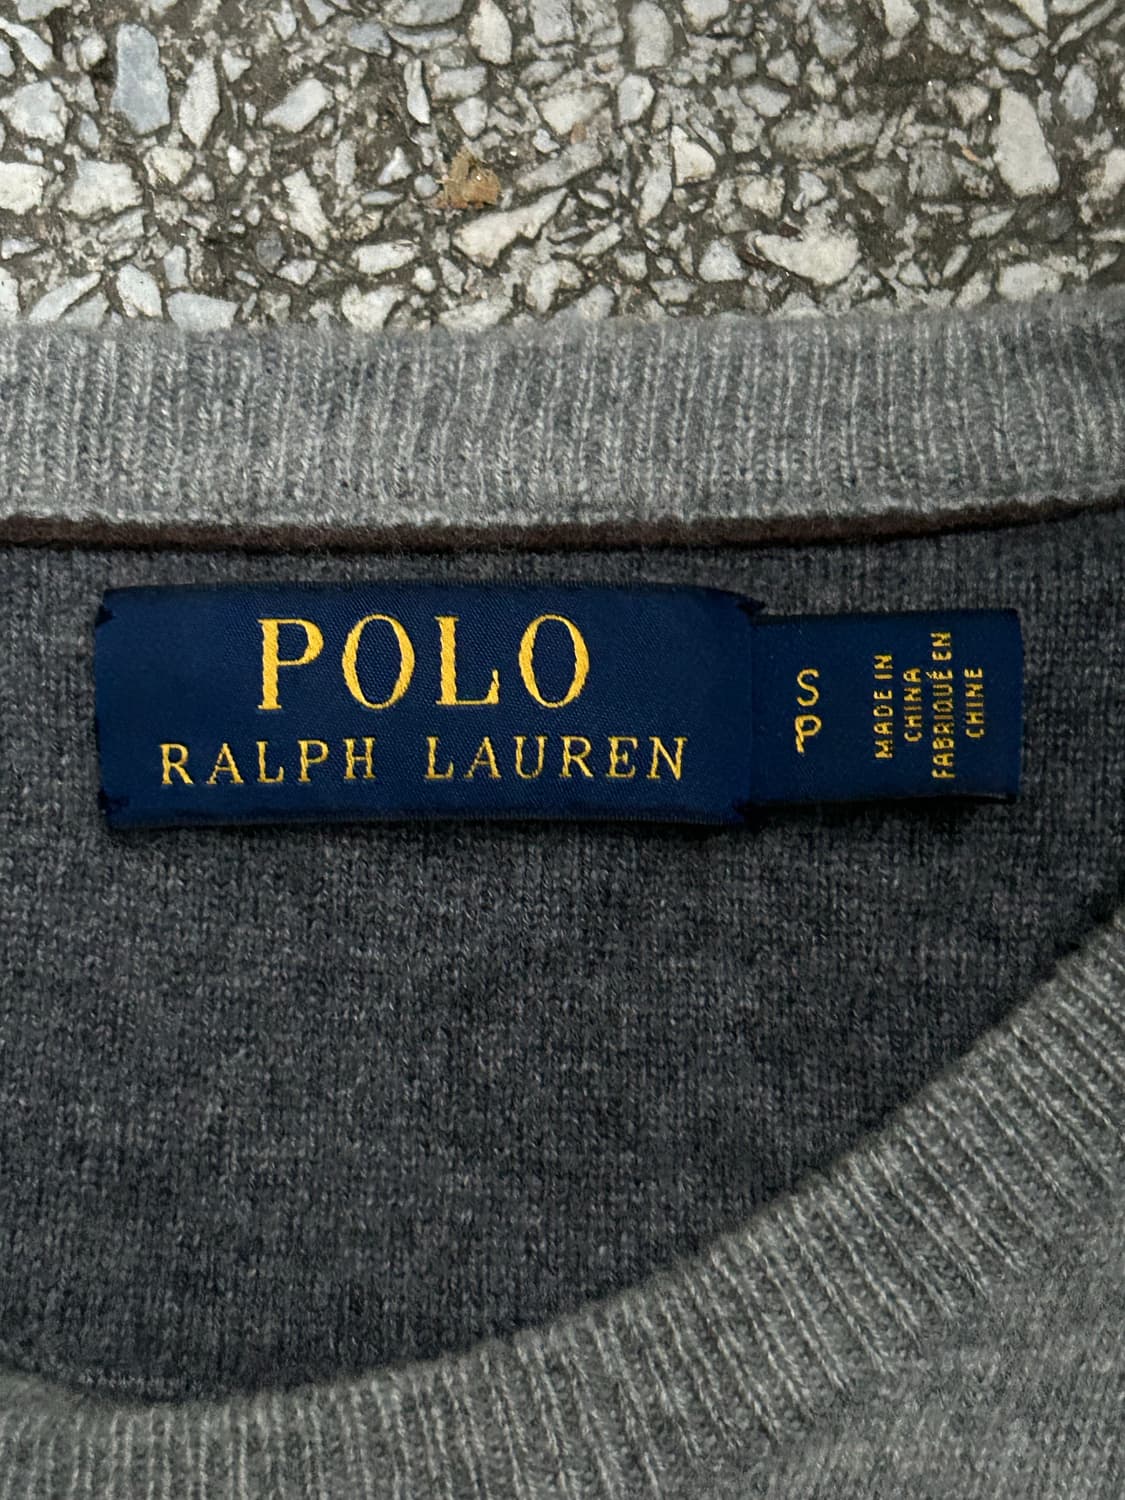 POLO
RALPH LAUREN
S
P
MADE IN
CHINA
FABRIQUÉ EN
CHINE